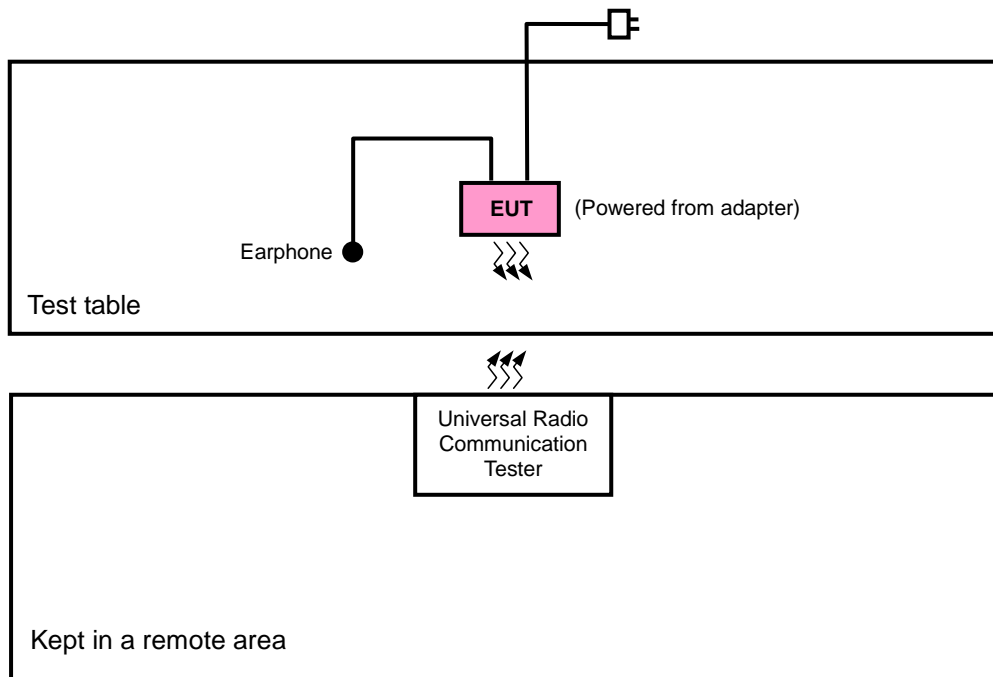 EUT
(Powered from adapter)
Earphone
Test table
Universal Radio
Communication
Tester
Kept in a remote area